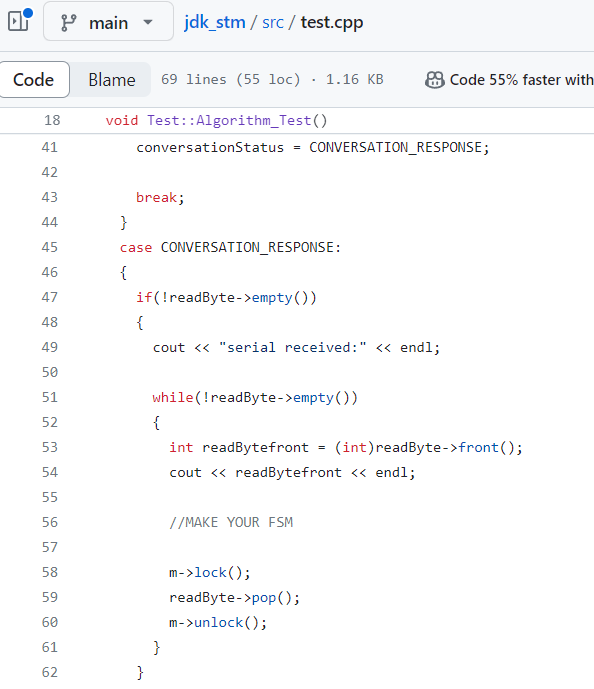 main
jdk_stm / src / test.cpp
Code Blame 69 lines (55 loc) · 1.16 KB Code 55% faster with
18 void Test::Algorithm_Test()
41 conversationStatus = CONVERSATION_RESPONSE;
42
43 break;
44 }
45 case CONVERSATION_RESPONSE:
46 {
47 if(!readByte->empty())
48 {
49 cout << "serial received:" << endl;
50
51 while(!readByte->empty())
52 {
53 int readBytefront = (int)readByte->front();
54 cout << readBytefront << endl;
55
56 //MAKE YOUR FSM
57
58 m->lock();
59 readByte->pop();
60 m->unlock();
61 }
62 }